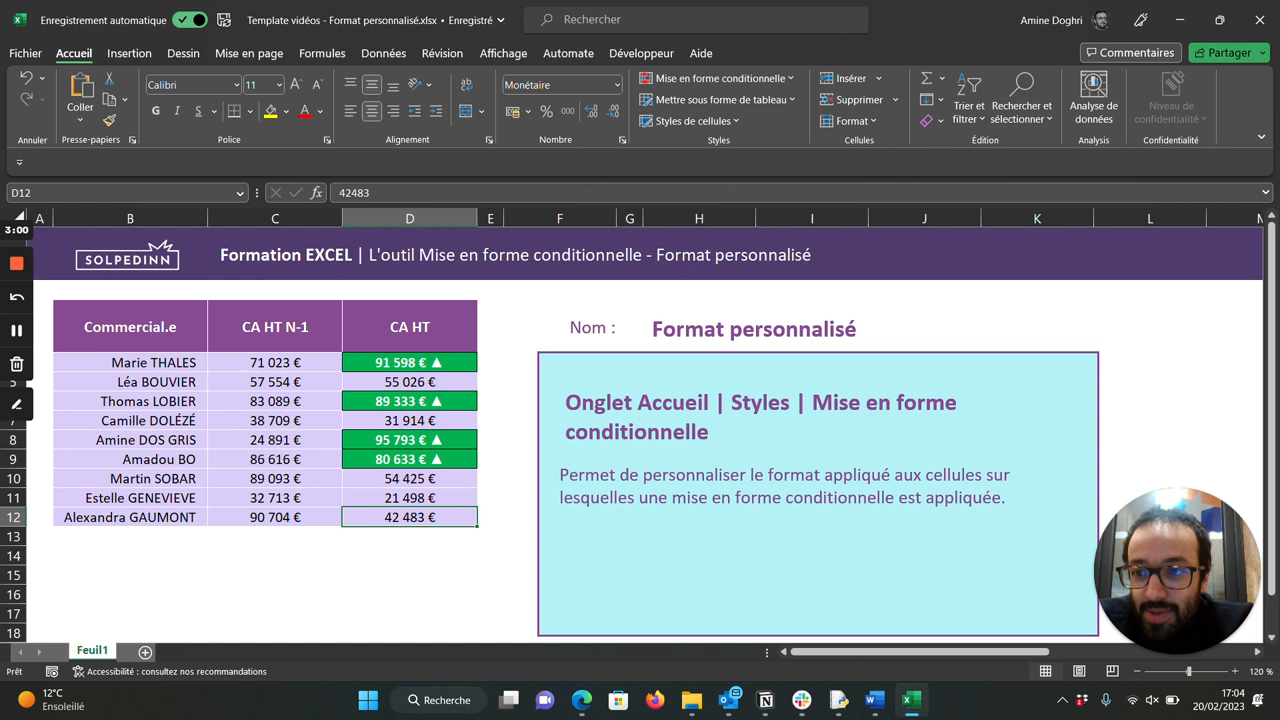 Enregistrement automatique
Template vidéos - Format personnalisé.xlsx • Enregistré
Rechercher
Amine Doghri
Fichier Accueil Insertion Dessin Mise en page Formules Données Révision Affichage Automate Développeur Aide
Commentaires
Partager
Coller
Calibri 11
G I S
Monétaire
% 000
Mise en forme conditionnelle
Mettre sous forme de tableau
Styles de cellules
Insérer
Supprimer
Format
Trier et filtrer
Rechercher et sélectionner
Analyse de données
Niveau de confidentialité
Annuler Presse-papiers Police Alignement Nombre Styles Cellules Édition Analysis Confidentialité
D12 fx 42483
A B C D E F G H I J K L
3:00
SOLPEDINN
Formation EXCEL | L'outil Mise en forme conditionnelle - Format personnalisé
Commercial.e CA HT N-1 CA HT
Marie THALES 71 023 € 91 598 € ▲
Léa BOUVIER 57 554 € 55 026 €
Thomas LOBIER 83 089 € 89 333 € ▲
Camille DOLÉZÉ 38 709 € 31 914 €
8 Amine DOS GRIS 24 891 € 95 793 € ▲
9 Amadou BO 86 616 € 80 633 € ▲
10 Martin SOBAR 89 093 € 54 425 €
11 Estelle GENEVIEVE 32 713 € 21 498 €
12 Alexandra GAUMONT 90 704 € 42 483 €
13
14
15
16
17
18
Nom : Format personnalisé
Onglet Accueil | Styles | Mise en forme
conditionnelle
Permet de personnaliser le format appliqué aux cellules sur
lesquelles une mise en forme conditionnelle est appliquée.
Feuil1
Prêt
Accessibilité : consultez nos recommandations
120 %
12°C
Ensoleillé
Recherche
17:04
20/02/2023